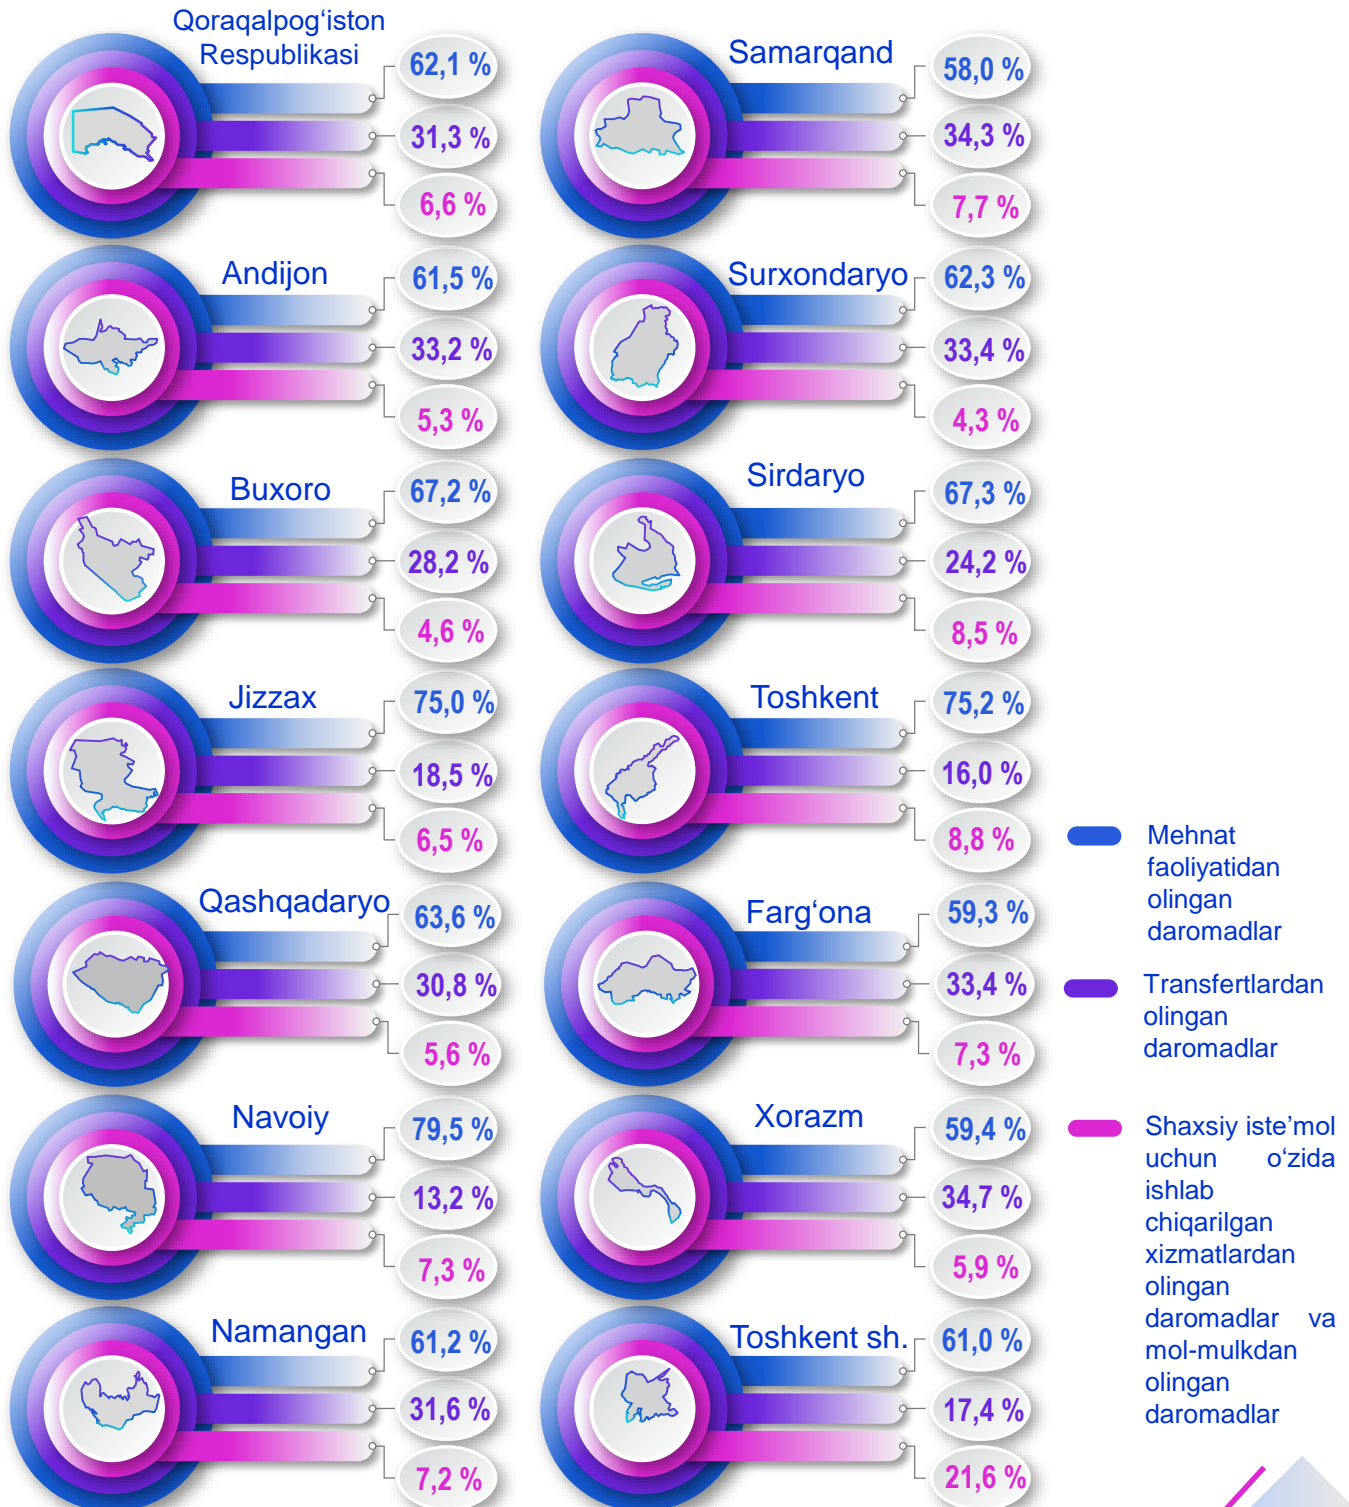 Qoraqalpog‘iston
Respublikasi
62,1 %
31,3 %
6,6 %
Samarqand
58,0 %
34,3 %
7,7 %
Andijon
61,5 %
33,2 %
5,3 %
Surxondaryo
62,3 %
33,4 %
4,3 %
Buxoro
67,2 %
28,2 %
4,6 %
Sirdaryo
67,3 %
24,2 %
8,5 %
Jizzax
75,0 %
18,5 %
6,5 %
Toshkent
75,2 %
16,0 %
8,8 %
Qashqadaryo
63,6 %
30,8 %
5,6 %
Farg‘ona
59,3 %
33,4 %
7,3 %
Navoiy
79,5 %
13,2 %
7,3 %
Xorazm
59,4 %
34,7 %
5,9 %
Namangan
61,2 %
31,6 %
7,2 %
Toshkent sh.
61,0 %
17,4 %
21,6 %
Mehnat
faoliyatidan
olingan
daromadlar
Transfertlardan
olingan
daromadlar
Shaxsiy iste’mol
uchun o‘zida
ishlab
chiqarilgan
xizmatlardan
olingan
daromadlar va
mol-mulkdan
olingan
daromadlar